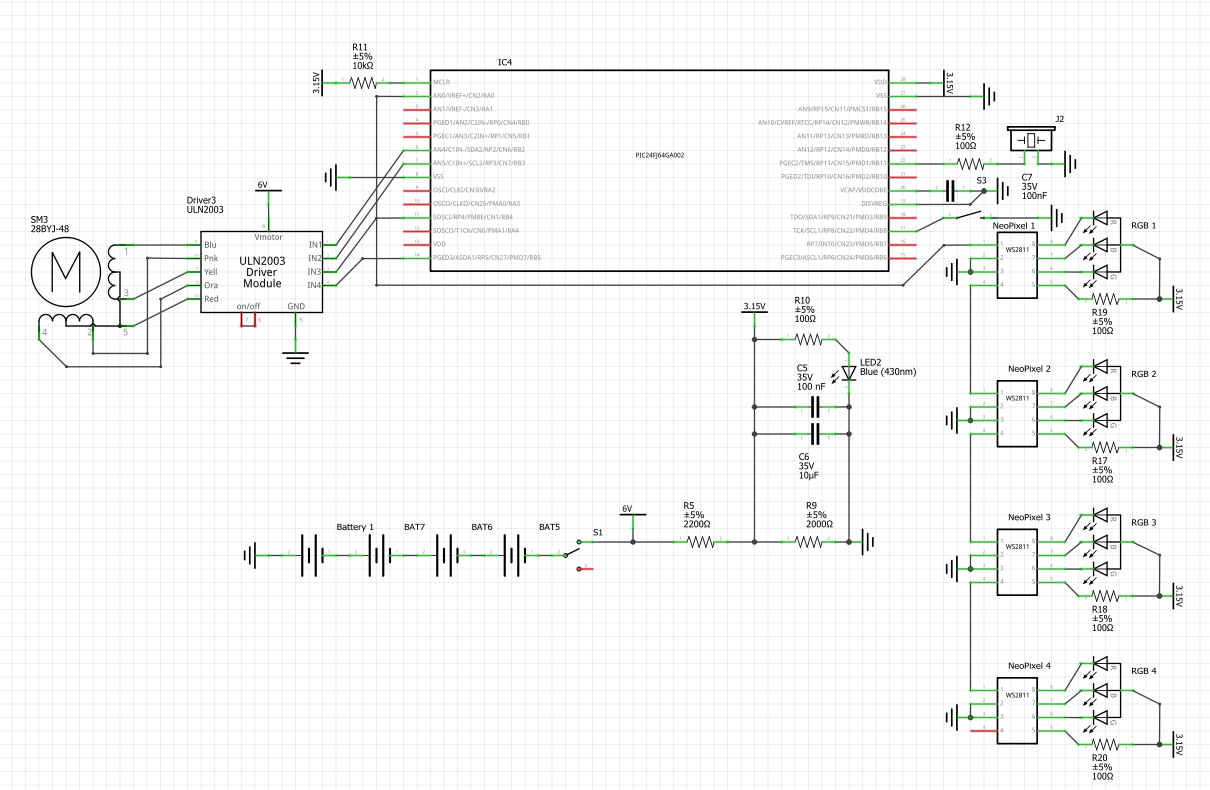 R11
±5%
10kΩ
3.15V
IC4
PIC24FJ64GA002
MCLR
AN0/VREF+/CN2/RA0
AN1/VREF-/CN3/RA1
PGED1/AN2/C2IN-/RP0/CN4/RB0
PGEC1/AN3/C2IN+/RP1/CN5/RB1
AN4/C1IN-/SDA2/RP2/CN6/RB2
AN5/C1IN+/SCL2/RP3/CN7/RB3
VSS
OSCI/CLKI/CN30/RA2
OSCO/CLKO/CN29/PMA0/RA3
SOSCI/RP4/PMBE/CN1/RB4
SOSCO/T1CK/CN0/PMA1/RA4
VDD
PGED3/ASDA1/RP5/CN27/PMD7/RB5
VDD
VSS
AN9/RP15/CN11/PMCS1/RB15
AN10/CVREF/RTCC/RP14/CN12/PMWR/RB14
AN11/RP13/CN13/PMRD/RB13
AN12/RP12/CN14/PMD0/RB12
PGEC2/TMS/RP11/CN15/PMD1/RB11
PGED2/TDI/RP10/CN16/PMD2/RB10
VCAP/VDDCORE
DISVREG
TDO/SDA1/RP9/CN21/PMD3/RB9
TCK/SCL1/RP8/CN22/PMD4/RB8
RP7/INT0/CN23/PMD5/RB7
PGEC3/ASCL1/RP6/CN24/PMD6/RB6
3.15V
R12
±5%
100Ω
J2
S3
C7
35V
100nF
SM3
28BYJ-48
M
1
3
4
2
5
Driver3
ULN2003
6V
Vmotor
Blu
Pnk
Yell
Ora
Red
ULN2003
Driver
Module
IN1
IN2
IN3
IN4
on/off
GND
3.15V
R10
±5%
100Ω
LED2
Blue (430nm)
C5
35V
100 nF
C6
35V
10µF
Battery 1
BAT7
BAT6
BAT5
S1
6V
R5
±5%
2200Ω
R9
±5%
2000Ω
NeoPixel 1
WS2811
RGB 1
R
B
G
R19
±5%
100Ω
3.15V
NeoPixel 2
WS2811
RGB 2
R
B
G
R17
±5%
100Ω
3.15V
NeoPixel 3
WS2811
RGB 3
R
B
G
R18
±5%
100Ω
3.15V
NeoPixel 4
WS2811
RGB 4
R
B
G
R20
±5%
100Ω
3.15V